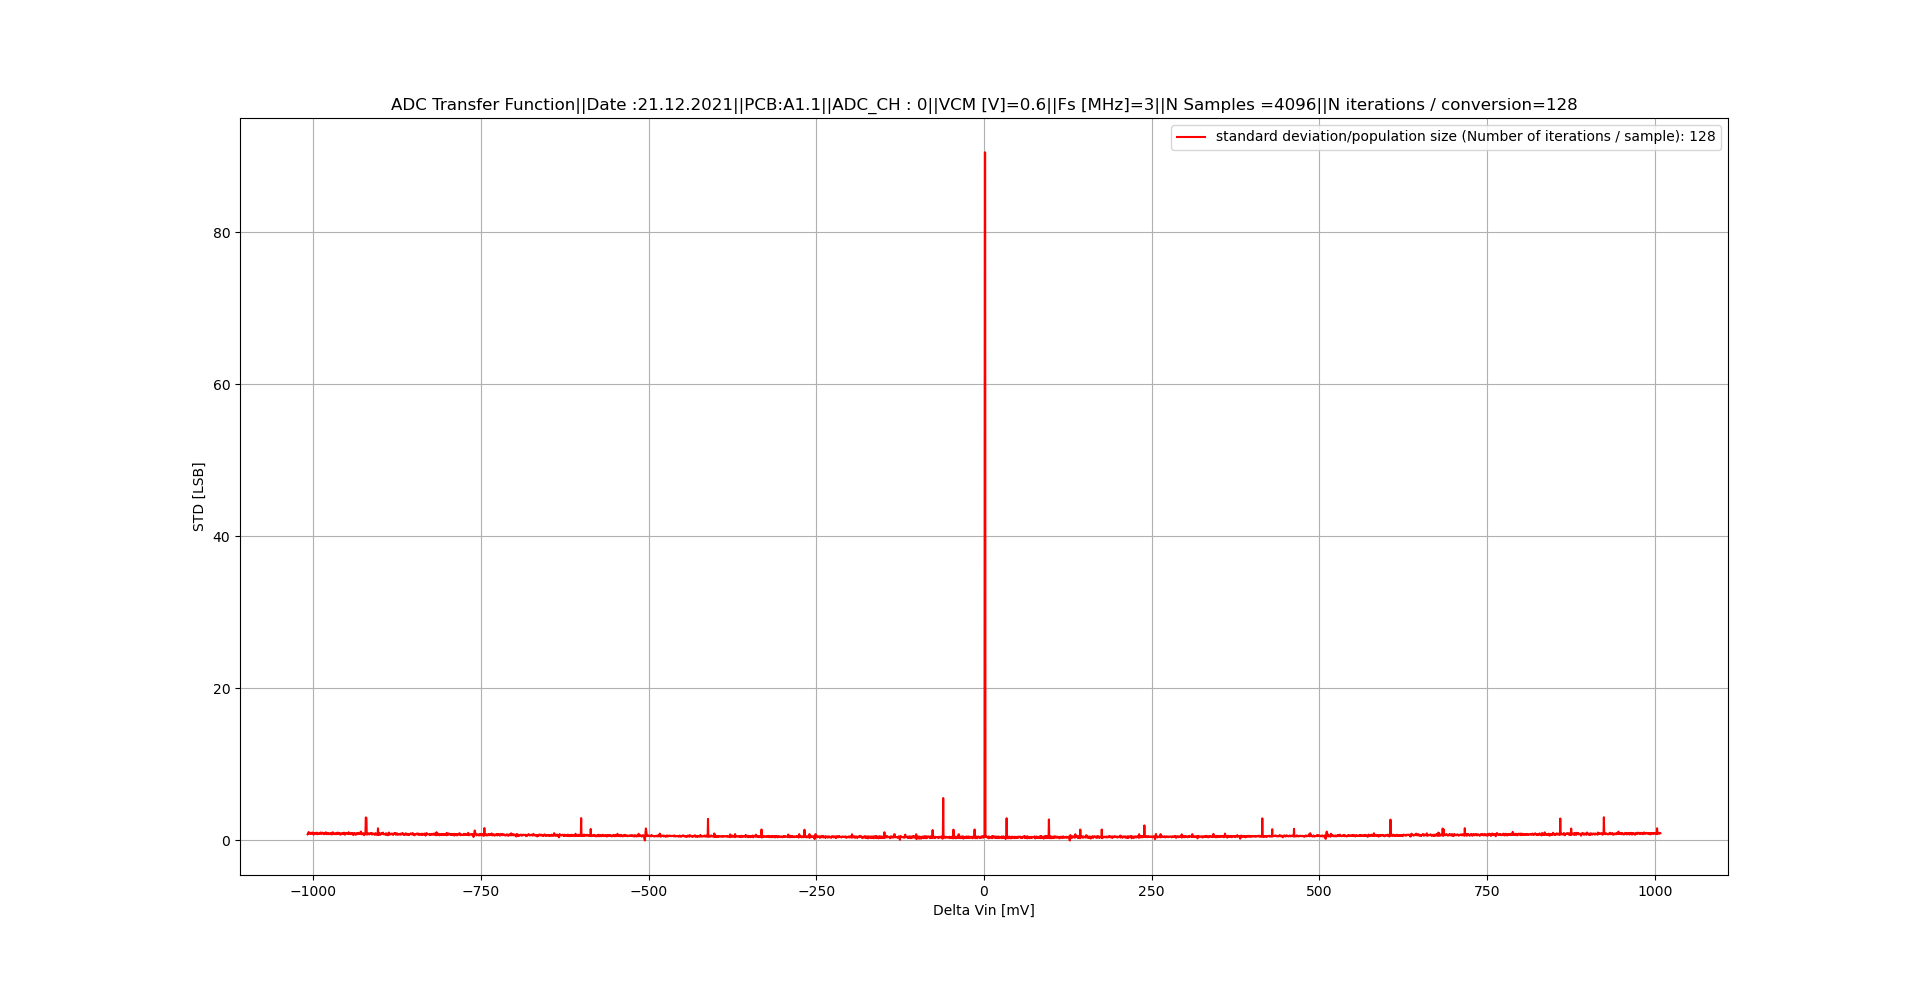 ADC Transfer Function||Date :21.12.2021||PCB:A1.1||ADC_CH : 0||VCM [V]=0.6||Fs [MHz]=3||N Samples =4096||N iterations / conversion=128
standard deviation/population size (Number of iterations / sample): 128
80
60
40
20
0
STD [LSB]
−1000 −750 −500 −250 0 250 500 750 1000
Delta Vin [mV]